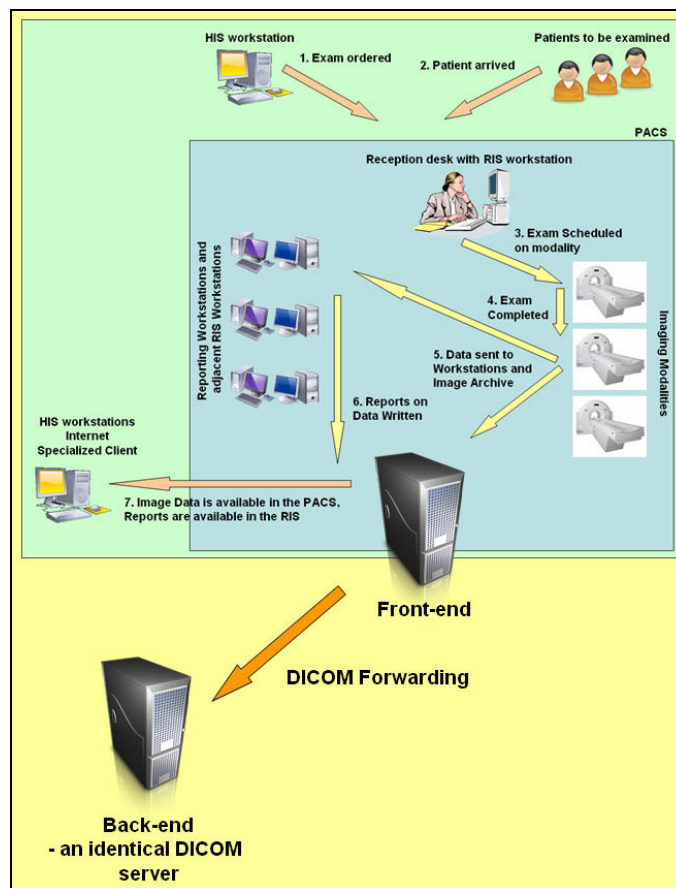 HIS workstation
Patients to be examined
1. Exam ordered
2. Patient arrived
PACS
Reception desk with RIS workstation
3. Exam Scheduled
on modality
Reporting Workstations and
adjacent RIS Workstations
4. Exam
Completed
Imaging Modalities
5. Data sent to
Workstations and
Image Archive
6. Reports on
Data Written
HIS workstations
Internet
Specialized Client
7. Image Data is available in the PACS,
Reports are available in the RIS
Front-end
DICOM Forwarding
Back-end
- an identical DICOM
server